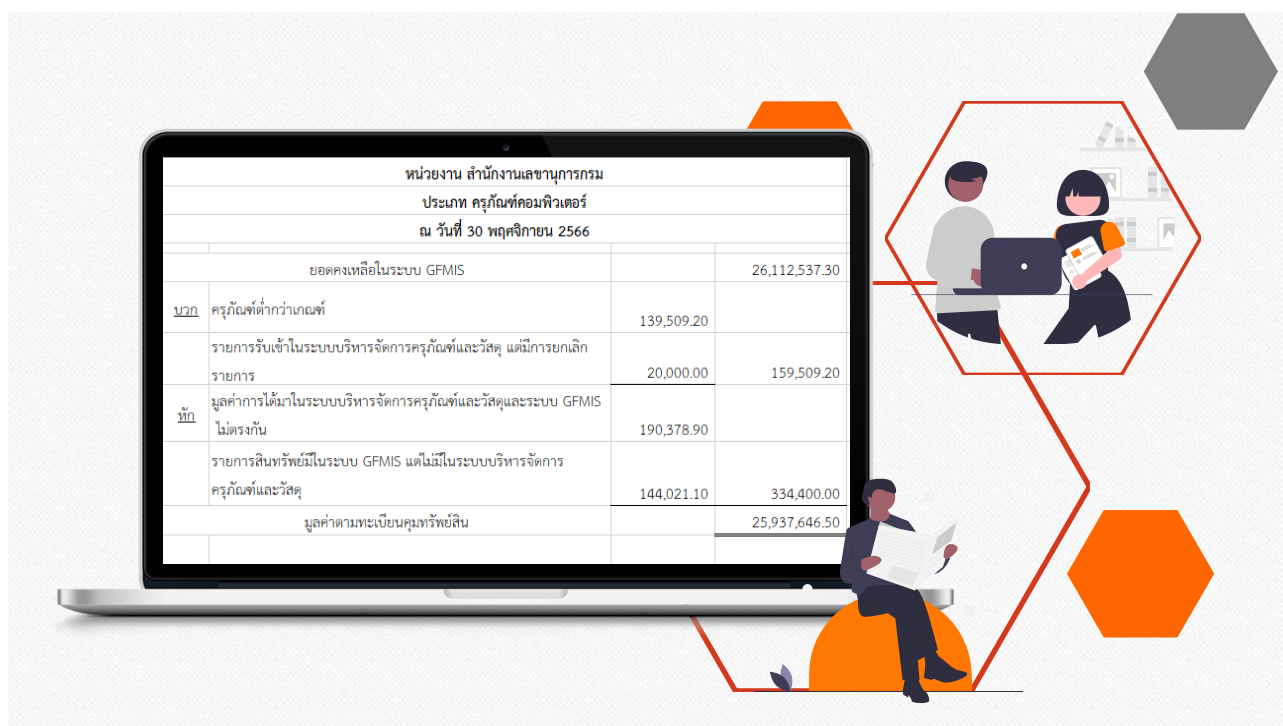 หน่วยงาน สำนักงานเลขานุการกรม
ประเภท ครุภัณฑ์คอมพิวเตอร์
ณ วันที่ 30 พฤศจิกายน 2566
ยอดคงเหลือในระบบ GFMIS 26,112,537.30
บวก ครุภัณฑ์ต่ำกว่าเกณฑ์ 139,509.20
รายการรับเข้าในระบบบริหารจัดการครุภัณฑ์และวัสดุ แต่มีการยกเลิก
รายการ 20,000.00 159,509.20
หัก มูลค่าการได้มาในระบบบริหารจัดการครุภัณฑ์และวัสดุและระบบ GFMIS
ไม่ตรงกัน 190,378.90
รายการสินทรัพย์มีในระบบ GFMIS แต่ไม่มีในระบบบริหารจัดการ
ครุภัณฑ์และวัสดุ 144,021.10 334,400.00
มูลค่าตามทะเบียนคุมทรัพย์สิน 25,937,646.50